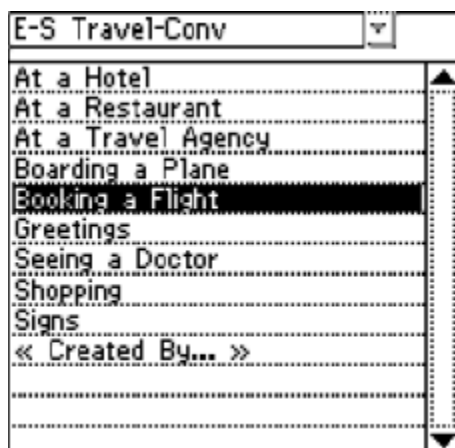 E-S Travel-Conv
At a Hotel
At a Restaurant
At a Travel Agency
Boarding a Plane
Booking a Flight
Greetings
Seeing a Doctor
Shopping
Signs
« Created By... »